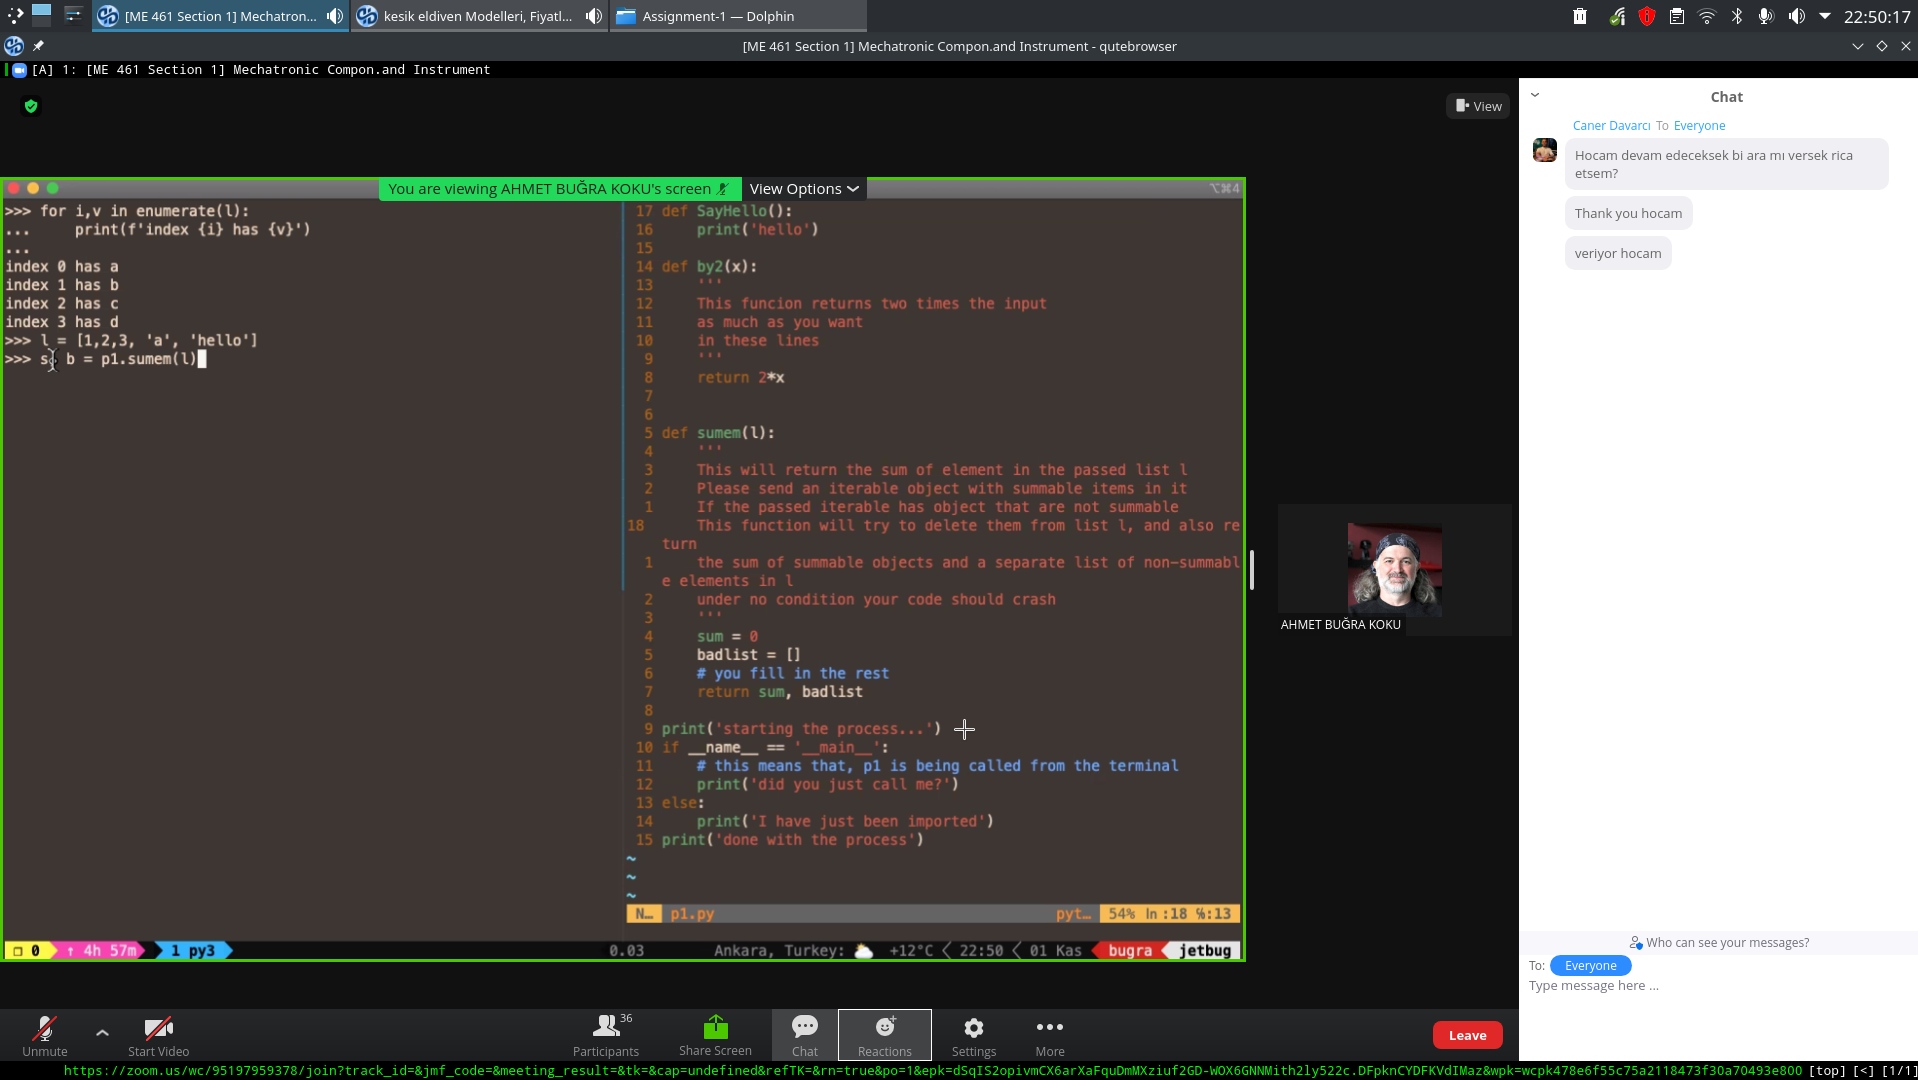 [ME 461 Section 1] Mechatron...
kesik eldiven Modelleri, Fiyatl...
Assignment-1 — Dolphin
22:50:17
[ME 461 Section 1] Mechatronic Compon.and Instrument - qutebrowser
[A] 1: [ME 461 Section 1] Mechatronic Compon.and Instrument
View
You are viewing AHMET BUĞRA KOKU's screen
View Options
⌥⌘4
>>> for i,v in enumerate(l):
...     print(f'index {i} has {v}')
...
index 0 has a
index 1 has b
index 2 has c
index 3 has d
>>> l = [1,2,3, 'a', 'hello']
>>> s, b = p1.sumem(l)
17 def SayHello():
16     print('hello')
15
14 def by2(x):
13     '''
12     This funcion returns two times the input
11     as much as you want
10     in these lines
9     '''
8     return 2*x
7
6
5 def sumem(l):
4     '''
3     This will return the sum of element in the passed list l
2     Please send an iterable object with summable items in it
1     If the passed iterable has object that are not summable
18     This function will try to delete them from list l, and also re
turn
1     the sum of summable objects and a separate list of non-summabl
e elements in l
2     under no condition your code should crash
3     '''
4     sum = 0
5     badlist = []
6     # you fill in the rest
7     return sum, badlist
8
9 print('starting the process...')
10 if __name__ == '__main__':
11     # this means that, p1 is being called from the terminal
12     print('did you just call me?')
13 else:
14     print('I have just been imported')
15 print('done with the process')
~
~
~
N… p1.py pyt… 54% ln :18 %:13
0 ↑ 4h 57m 1 py3 0.03 Ankara, Turkey: +12°C 22:50 01 Kas bugra jetbug
AHMET BUĞRA KOKU
Chat
Caner Davarcı To Everyone
Hocam devam edeceksek bi ara mı versek rica
etsem?
Thank you hocam
veriyor hocam
Who can see your messages?
To: Everyone
Type message here ...
Unmute
Start Video
Participants
36
Share Screen
Chat
Reactions
Settings
More
Leave
https://zoom.us/wc/95197959378/join?track_id=&jmf_code=&meeting_result=&tk=&cap=undefined&refTK=&rn=true&po=1&epk=dSqIS2opivmCX6arXaFquDmMXziuf2GD-WOX6GNNMith2ly522c.DFpknCYDFKVdIMaz&wpk=wcpk478e6f55c75a2118473f30a70493e800 [top] [<] [1/1]